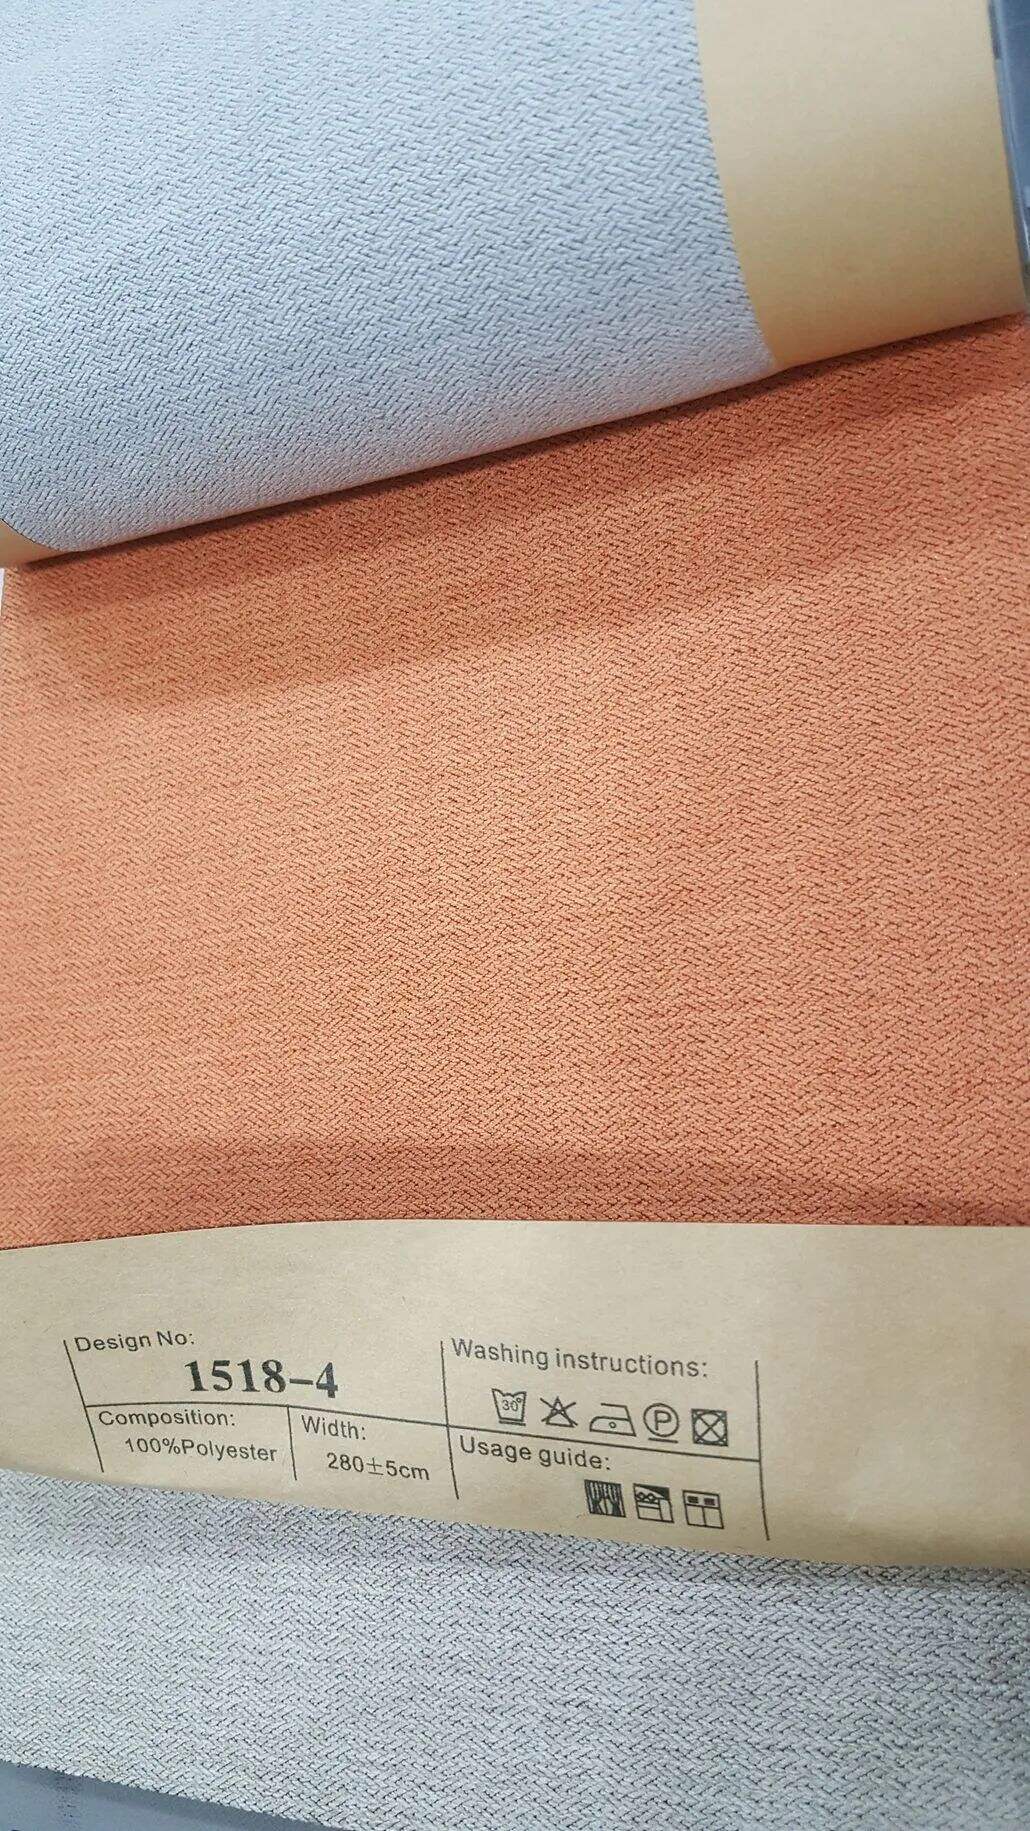 Design No:
1518-4
Composition:
100%Polyester
Width:
280±5cm
Washing instructions:
30°
P
Usage guide: